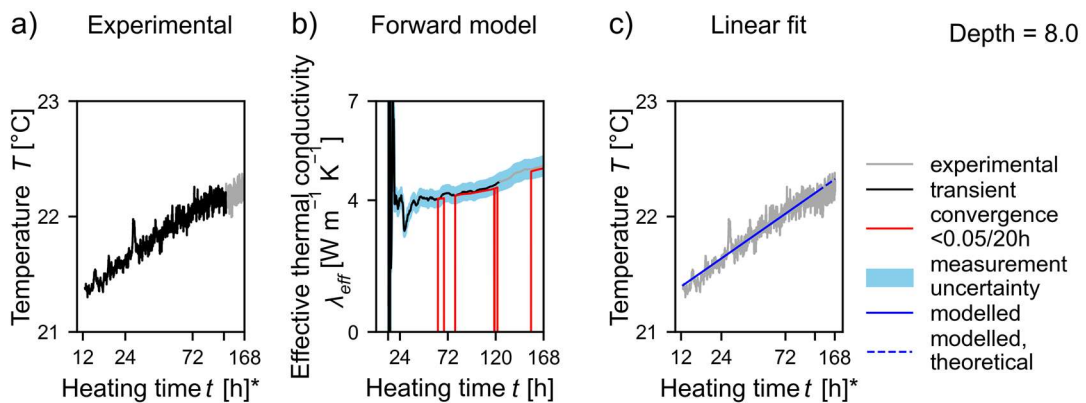 a) Experimental
b) Forward model
c) Linear fit
Depth = 8.0
Temperature T [°C]
23
22
21
12 24 72 168
Heating time t [h]*
Effective thermal conductivity
λeff [W m⁻¹ K⁻¹]
7
4
0
24 72 120 168
Heating time t [h]
Temperature T [°C]
23
22
21
12 24 72 168
Heating time t [h]*
experimental
transient
convergence
<0.05/20h
measurement
uncertainty
modelled
modelled,
theoretical